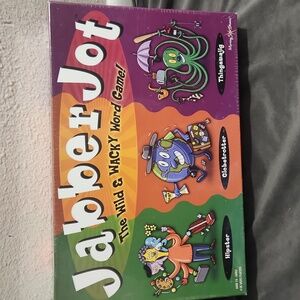 Jabber Jot
The Wild & WACKY Word Game!
Thingamajig
Globetrotter
Hipster